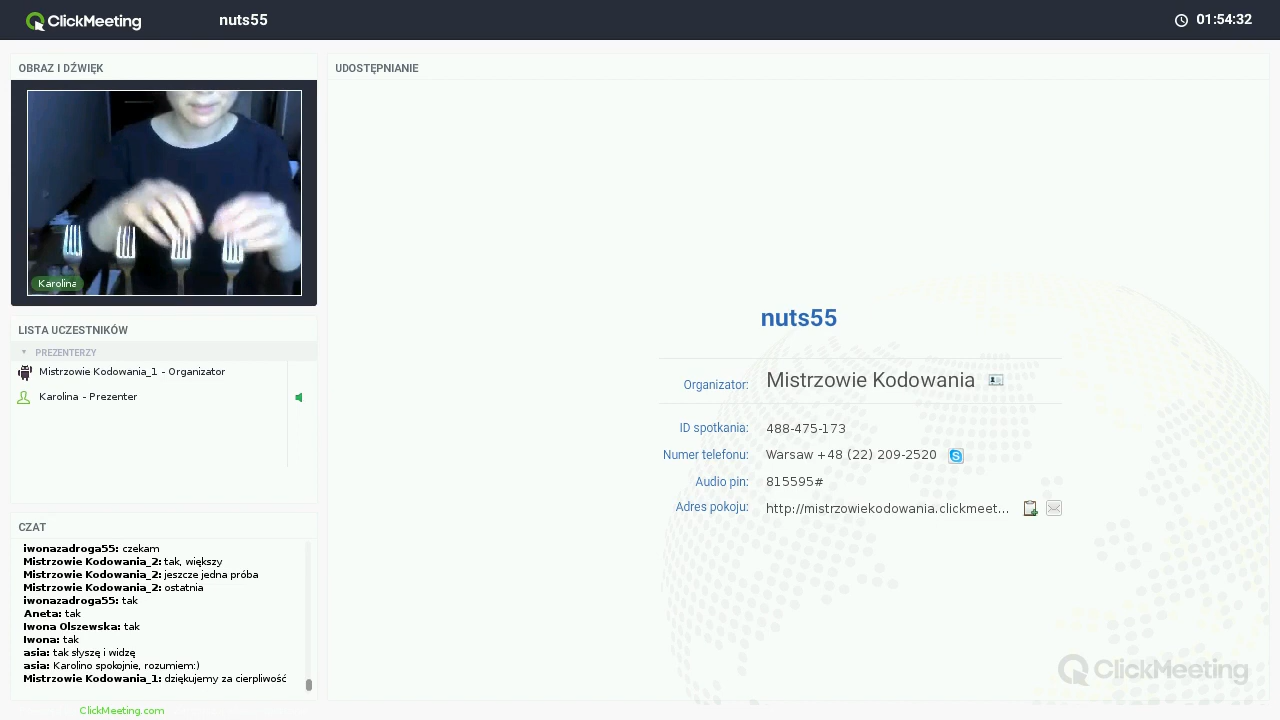 ClickMeeting
nuts55
01:54:32
OBRAZ I DŹWIĘK
Karolina
LISTA UCZESTNIKÓW
PREZENTERZY
Mistrzowie Kodowania_1 - Organizator
Karolina - Prezenter
CZAT
iwonazadroga55: czekam
Mistrzowie Kodowania_2: tak, większy
Mistrzowie Kodowania_2: jeszcze jedna próba
Mistrzowie Kodowania_2: ostatnia
iwonazadroga55: tak
Aneta: tak
Iwona Olszewska: tak
Iwona: tak
asia: tak słyszę i widzę
asia: Karolino spokojnie, rozumiem:)
Mistrzowie Kodowania_1: dziękujemy za cierpliwość
ClickMeeting.com
UDOSTĘPNIANIE
nuts55
Organizator: Mistrzowie Kodowania
ID spotkania: 488-475-173
Numer telefonu: Warsaw +48 (22) 209-2520
Audio pin: 815595#
Adres pokoju: http://mistrzowiekodowania.clickmeet...
ClickMeeting